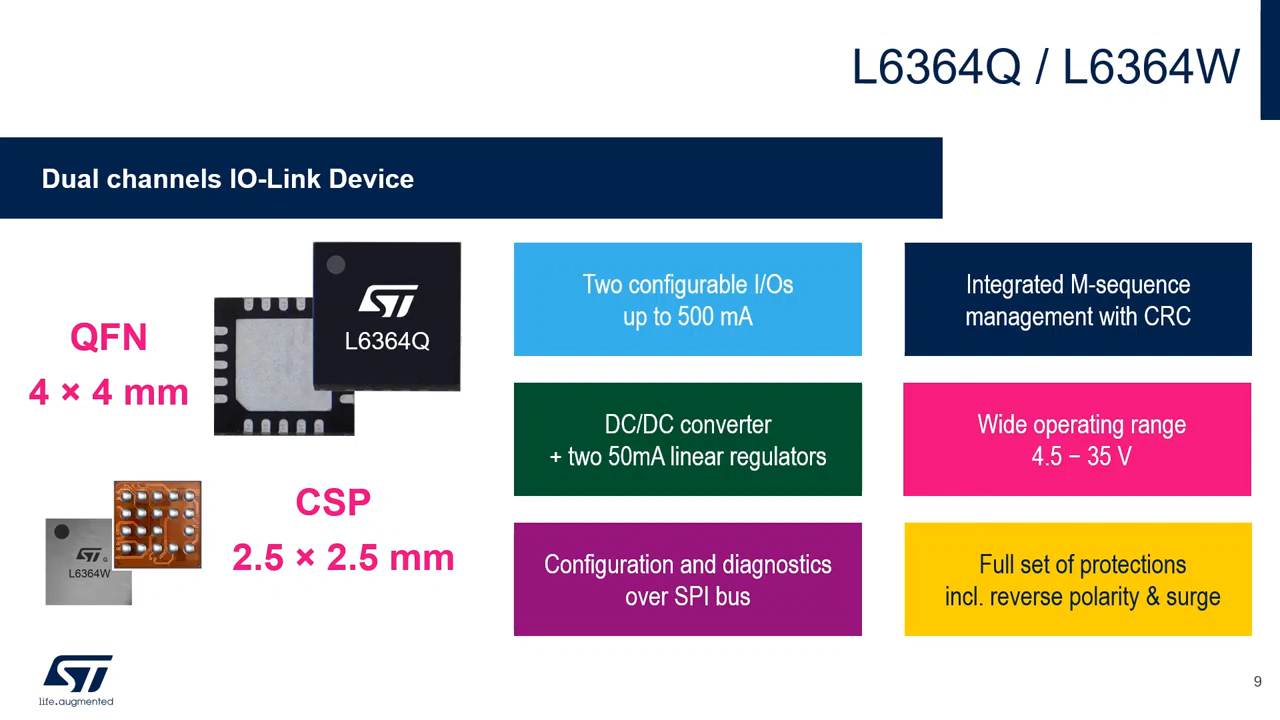 L6364Q / L6364W
Dual channels IO-Link Device
QFN
4 × 4 mm
ST
L6364Q
CSP
2.5 × 2.5 mm
ST G
L6364W
Two configurable I/Os
up to 500 mA
Integrated M-sequence
management with CRC
DC/DC converter
+ two 50mA linear regulators
Wide operating range
4.5 – 35 V
Configuration and diagnostics
over SPI bus
Full set of protections
incl. reverse polarity & surge
ST
life.augmented
9